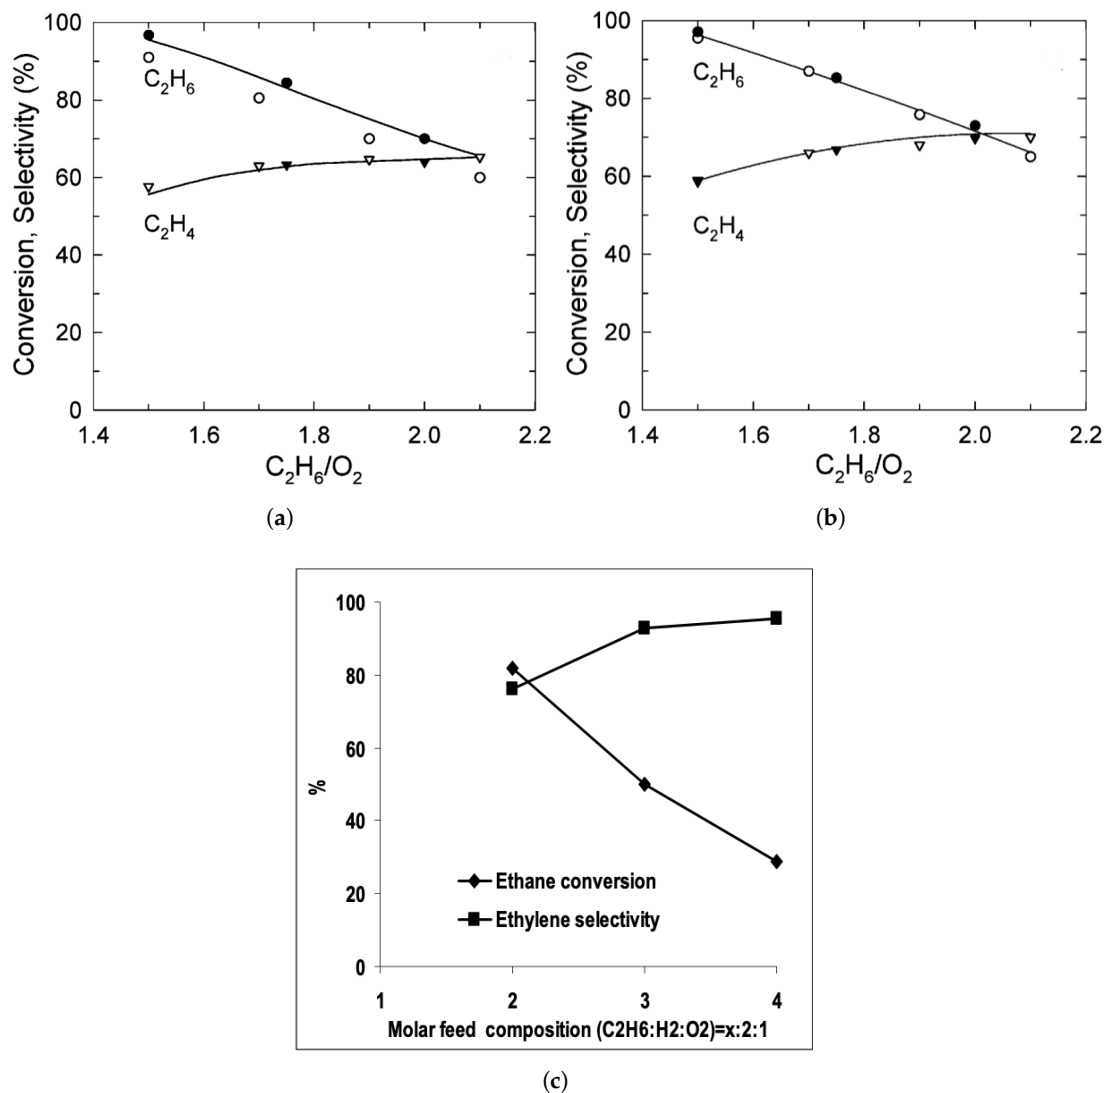 Conversion, Selectivity (%)
100
80
60
40
20
0
C₂H₆
C₂H₄
1.4 1.6 1.8 2.0 2.2
C₂H₆/O₂
(a)
Conversion, Selectivity (%)
100
80
60
40
20
0
C₂H₆
C₂H₄
1.4 1.6 1.8 2.0 2.2
C₂H₆/O₂
(b)
%
100
80
60
40
20
0
Ethane conversion
Ethylene selectivity
1 2 3 4
Molar feed composition (C2H6:H2:O2)=x:2:1
(c)